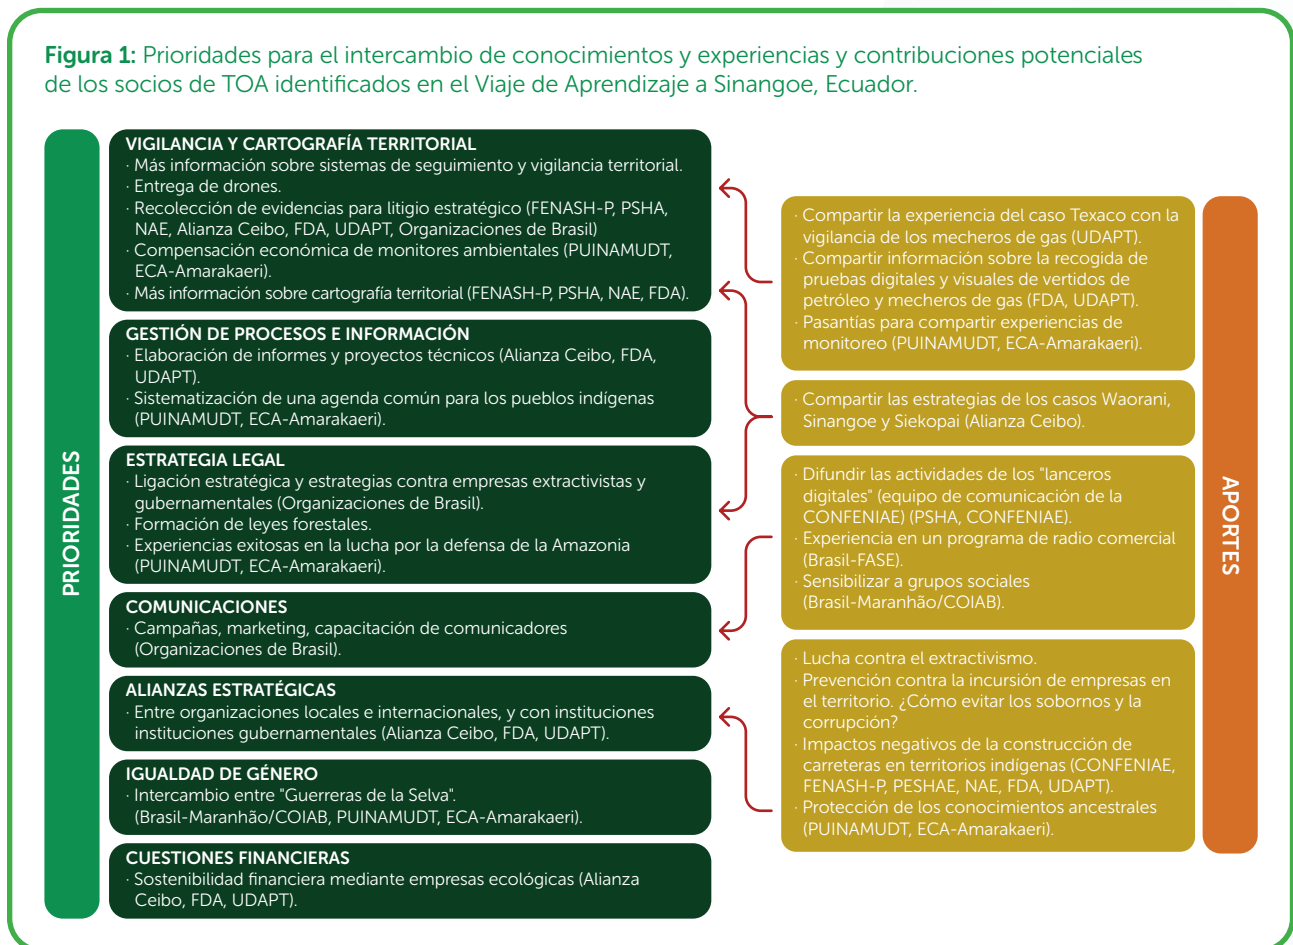 Figura 1: Prioridades para el intercambio de conocimientos y experiencias y contribuciones potenciales
de los socios de TOA identificados en el Viaje de Aprendizaje a Sinangoe, Ecuador.
PRIORIDADES
VIGILANCIA Y CARTOGRAFÍA TERRITORIAL
· Más información sobre sistemas de seguimiento y vigilancia territorial.
· Entrega de drones.
· Recolección de evidencias para litigio estratégico (FENASH-P, PSHA,
NAE, Alianza Ceibo, FDA, UDAPT, Organizaciones de Brasil)
· Compensación económica de monitores ambientales (PUINAMUDT,
ECA-Amarakaeri).
· Más información sobre cartografía territorial (FENASH-P, PSHA, NAE, FDA).
GESTIÓN DE PROCESOS E INFORMACIÓN
· Elaboración de informes y proyectos técnicos (Alianza Ceibo, FDA,
UDAPT).
· Sistematización de una agenda común para los pueblos indígenas
(PUINAMUDT, ECA-Amarakaeri).
ESTRATEGIA LEGAL
· Ligación estratégica y estrategias contra empresas extractivistas y
gubernamentales (Organizaciones de Brasil).
· Formación de leyes forestales.
· Experiencias exitosas en la lucha por la defensa de la Amazonia
(PUINAMUDT, ECA-Amarakaeri).
COMUNICACIONES
· Campañas, marketing, capacitación de comunicadores
(Organizaciones de Brasil).
ALIANZAS ESTRATÉGICAS
· Entre organizaciones locales e internacionales, y con instituciones
instituciones gubernamentales (Alianza Ceibo, FDA, UDAPT).
IGUALDAD DE GÉNERO
· Intercambio entre "Guerreras de la Selva".
(Brasil-Maranhão/COIAB, PUINAMUDT, ECA-Amarakaeri).
CUESTIONES FINANCIERAS
· Sostenibilidad financiera mediante empresas ecológicas (Alianza
Ceibo, FDA, UDAPT).
· Compartir la experiencia del caso Texaco con la
vigilancia de los mecheros de gas (UDAPT).
· Compartir información sobre la recogida de
pruebas digitales y visuales de vertidos de
petróleo y mecheros de gas (FDA, UDAPT).
· Pasantías para compartir experiencias de
monitoreo (PUINAMUDT, ECA-Amarakaeri).
· Compartir las estrategias de los casos Waorani,
Sinangoe y Siekopai (Alianza Ceibo).
· Difundir las actividades de los "lanceros
digitales" (equipo de comunicación de la
CONFENIAE) (PSHA, CONFENIAE).
· Experiencia en un programa de radio comercial
(Brasil-FASE).
· Sensibilizar a grupos sociales
(Brasil-Maranhão/COIAB).
· Lucha contra el extractivismo.
· Prevención contra la incursión de empresas en
el territorio. ¿Cómo evitar los sobornos y la
corrupción?
· Impactos negativos de la construcción de
carreteras en territorios indígenas (CONFENIAE,
FENASH-P, PESHAE, NAE, FDA, UDAPT).
· Protección de los conocimientos ancestrales
(PUINAMUDT, ECA-Amarakaeri).
APORTES